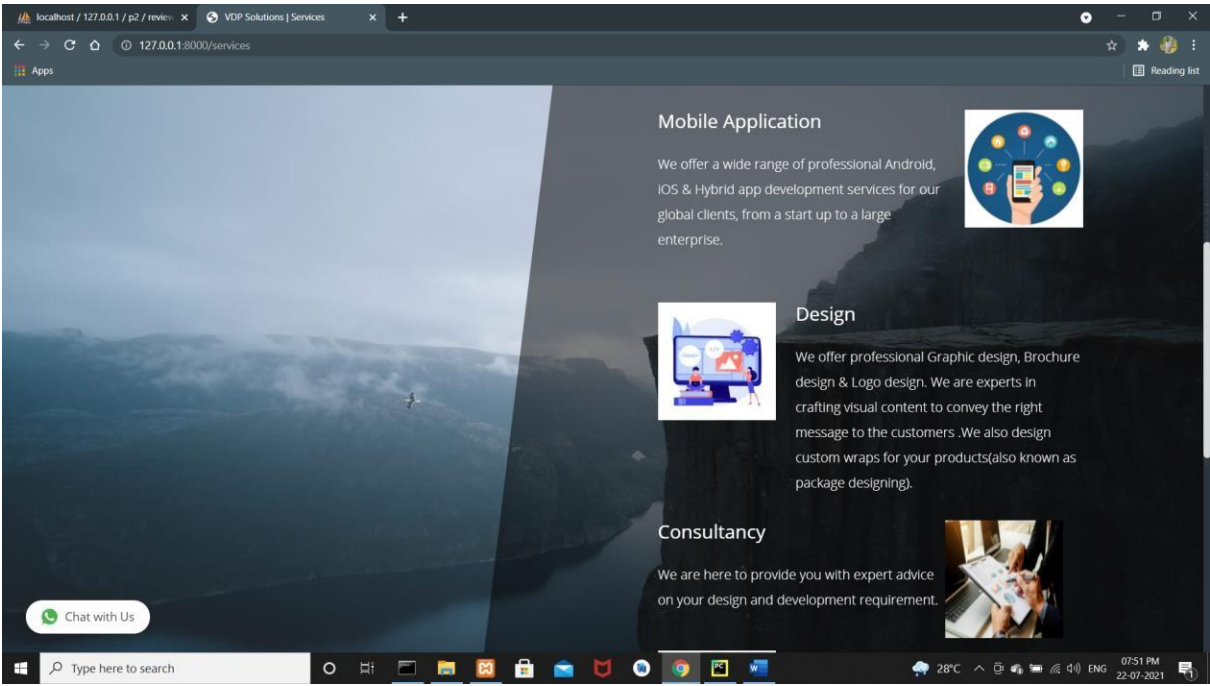 localhost / 127.0.0.1 / p2 / review
VDP Solutions | Services
127.0.0.1:8000/services
Apps
Reading list
Mobile Application
We offer a wide range of professional Android,
iOS & Hybrid app development services for our
global clients, from a start up to a large
enterprise.
Design
We offer professional Graphic design, Brochure
design & Logo design. We are experts in
crafting visual content to convey the right
message to the customers .We also design
custom wraps for your products(also known as
package designing).
Consultancy
We are here to provide you with expert advice
on your design and development requirement.
Chat with Us
Type here to search
28°C
ENG
07:51 PM
22-07-2021